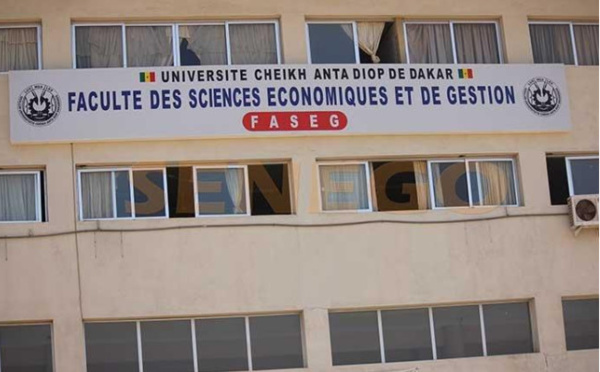 UNIVERSITE CHEIKH ANTA DIOP DE DAKAR
FACULTE DES SCIENCES ECONOMIQUES ET DE GESTION
FASEG
SENEGO